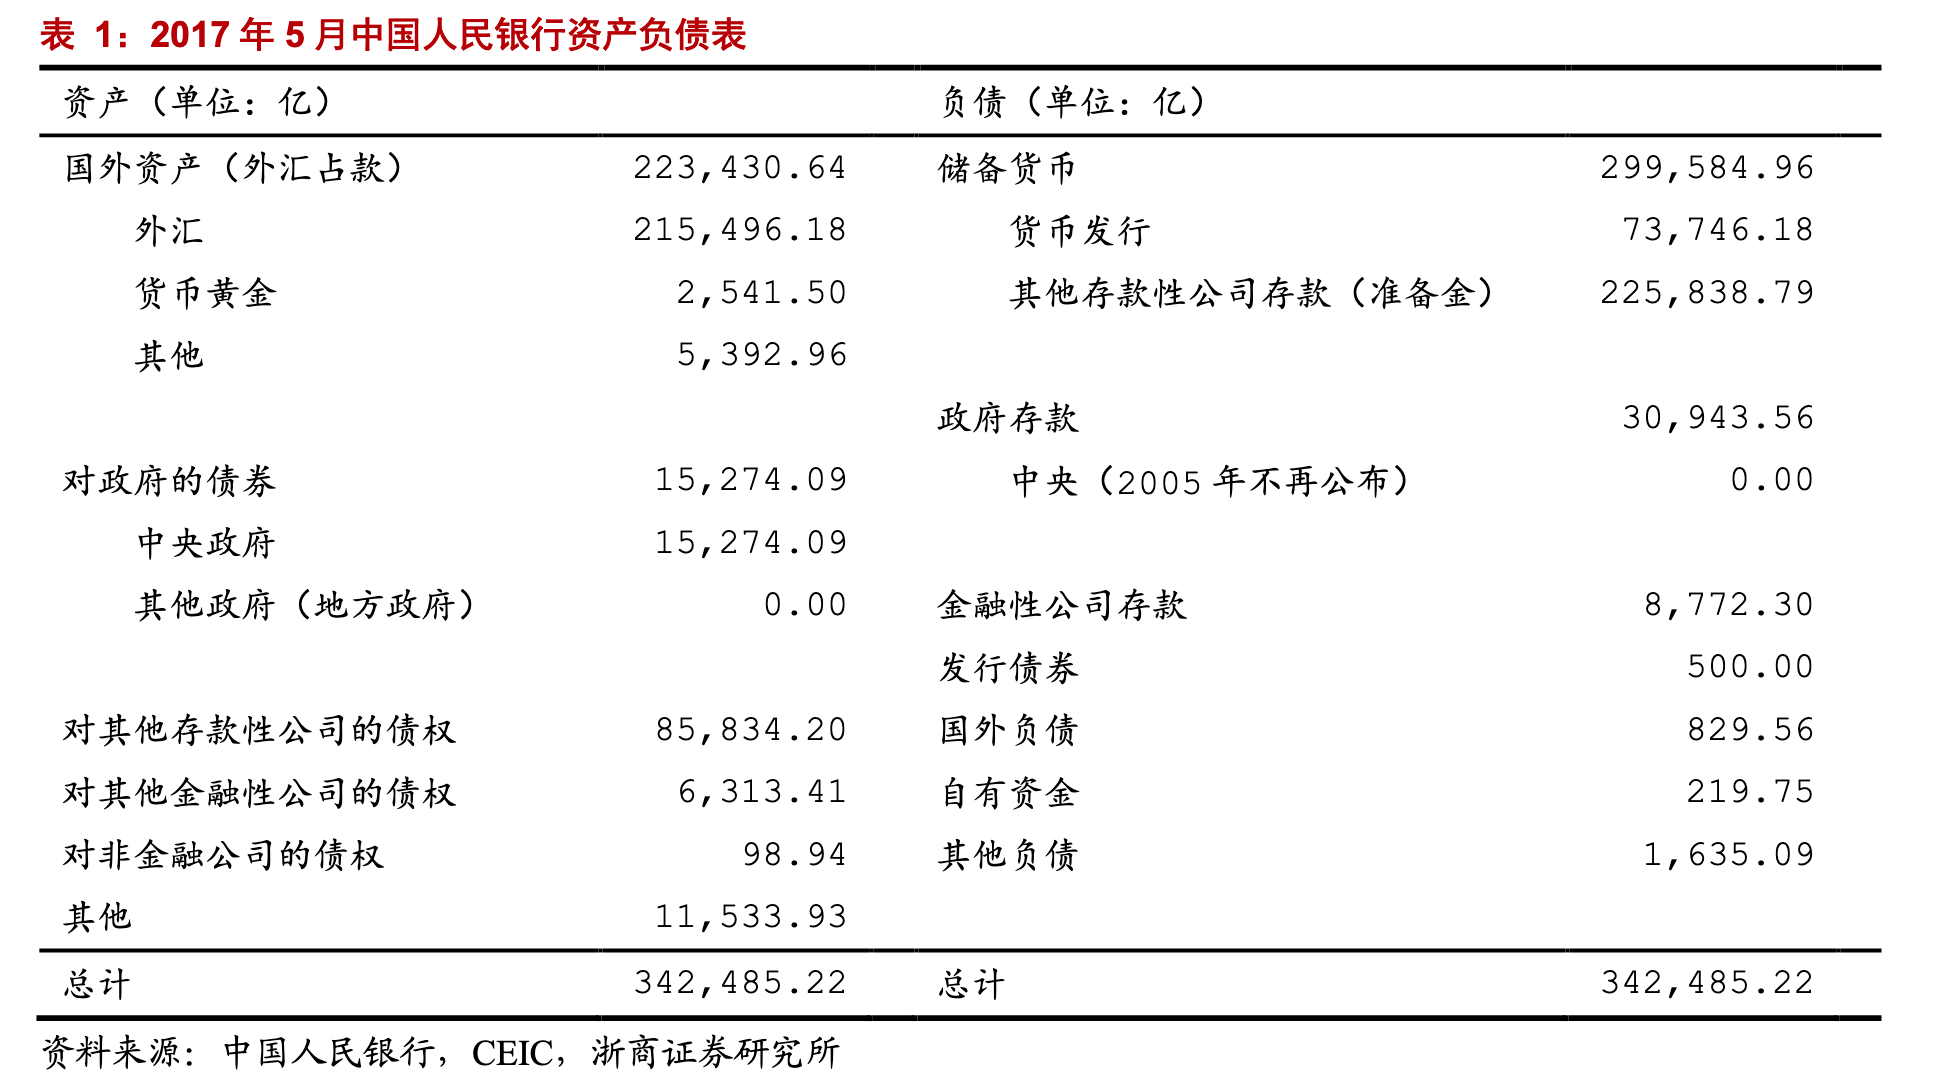 表 1：2017 年 5 月中国人民银行资产负债表
资产（单位：亿） 负债（单位：亿）
国外资产（外汇占款） 223,430.64 储备货币 299,584.96
外汇 215,496.18 货币发行 73,746.18
货币黄金 2,541.50 其他存款性公司存款（准备金） 225,838.79
其他 5,392.96
政府存款 30,943.56
对政府的债券 15,274.09 中央（2005 年不再公布） 0.00
中央政府 15,274.09
其他政府（地方政府） 0.00 金融性公司存款 8,772.30
发行债券 500.00
对其他存款性公司的债权 85,834.20 国外负债 829.56
对其他金融性公司的债权 6,313.41 自有资金 219.75
对非金融公司的债权 98.94 其他负债 1,635.09
其他 11,533.93
总计 342,485.22 总计 342,485.22
资料来源：中国人民银行，CEIC，浙商证券研究所